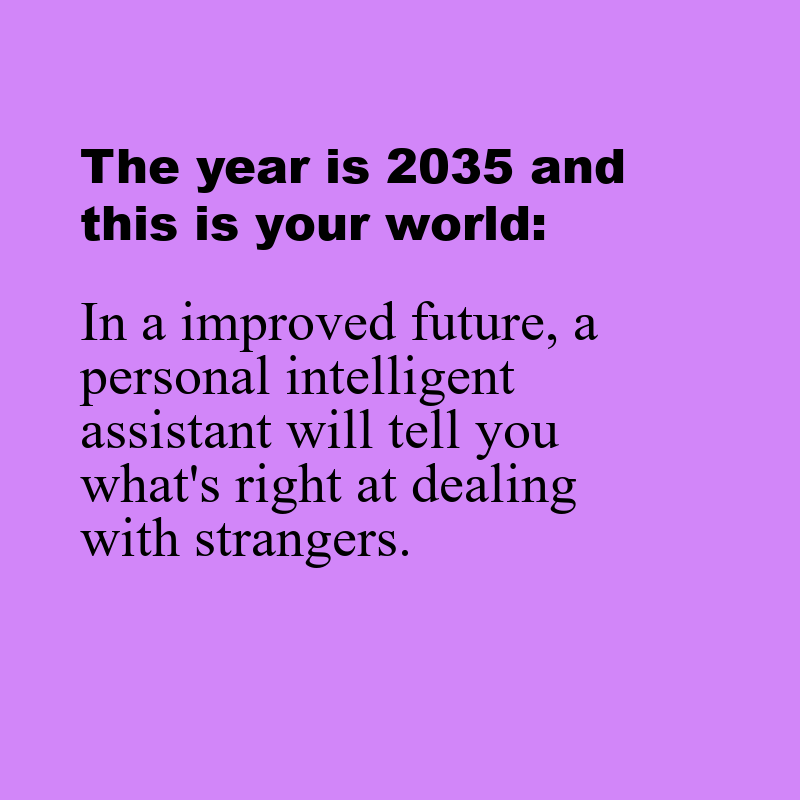 The year is 2035 and
this is your world:
In a improved future, a
personal intelligent
assistant will tell you
what's right at dealing
with strangers.